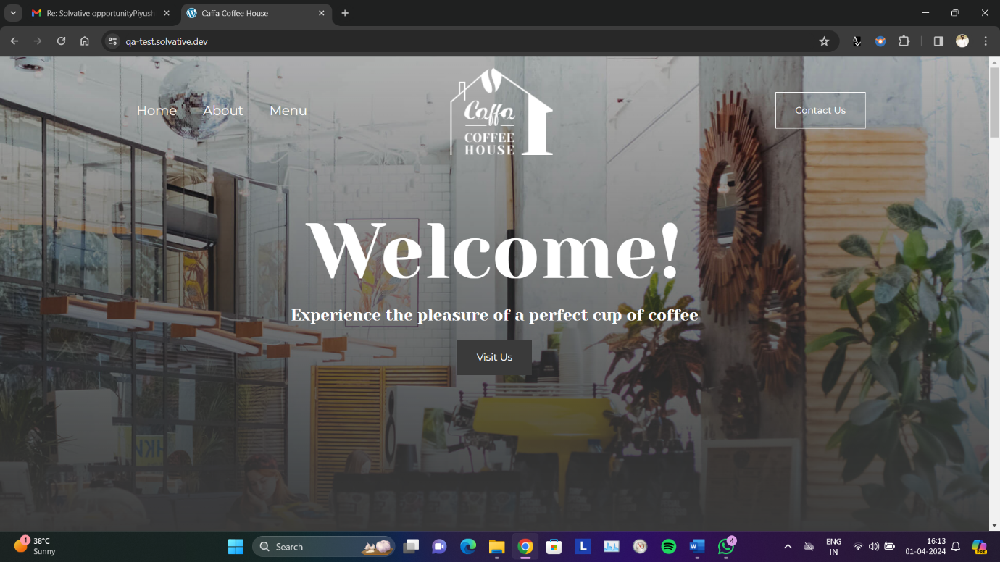 Re: Solvative opportunityPiyush
Caffa Coffee House
qa-test.solvative.dev
Home
About
Menu
Caffa
COFFEE
HOUSE
Contact Us
Welcome!
Experience the pleasure of a perfect cup of coffee
Visit Us
1
38°C
Sunny
Search
L
W
4
ENG
IN
16:13
01-04-2024
PRE